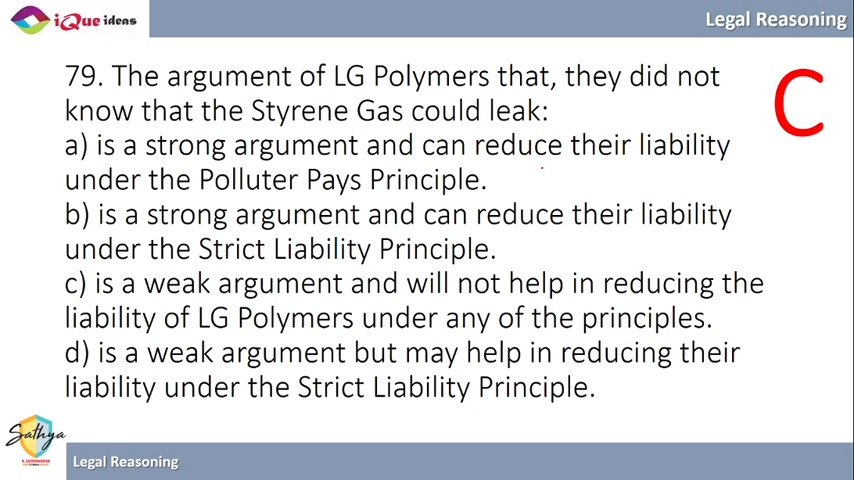 iQue ideas
Legal Reasoning
79. The argument of LG Polymers that, they did not
know that the Styrene Gas could leak:
a) is a strong argument and can reduce their liability
under the Polluter Pays Principle.
b) is a strong argument and can reduce their liability
under the Strict Liability Principle.
c) is a weak argument and will not help in reducing the
liability of LG Polymers under any of the principles.
d) is a weak argument but may help in reducing their
liability under the Strict Liability Principle.
C
Sathya
Legal Reasoning